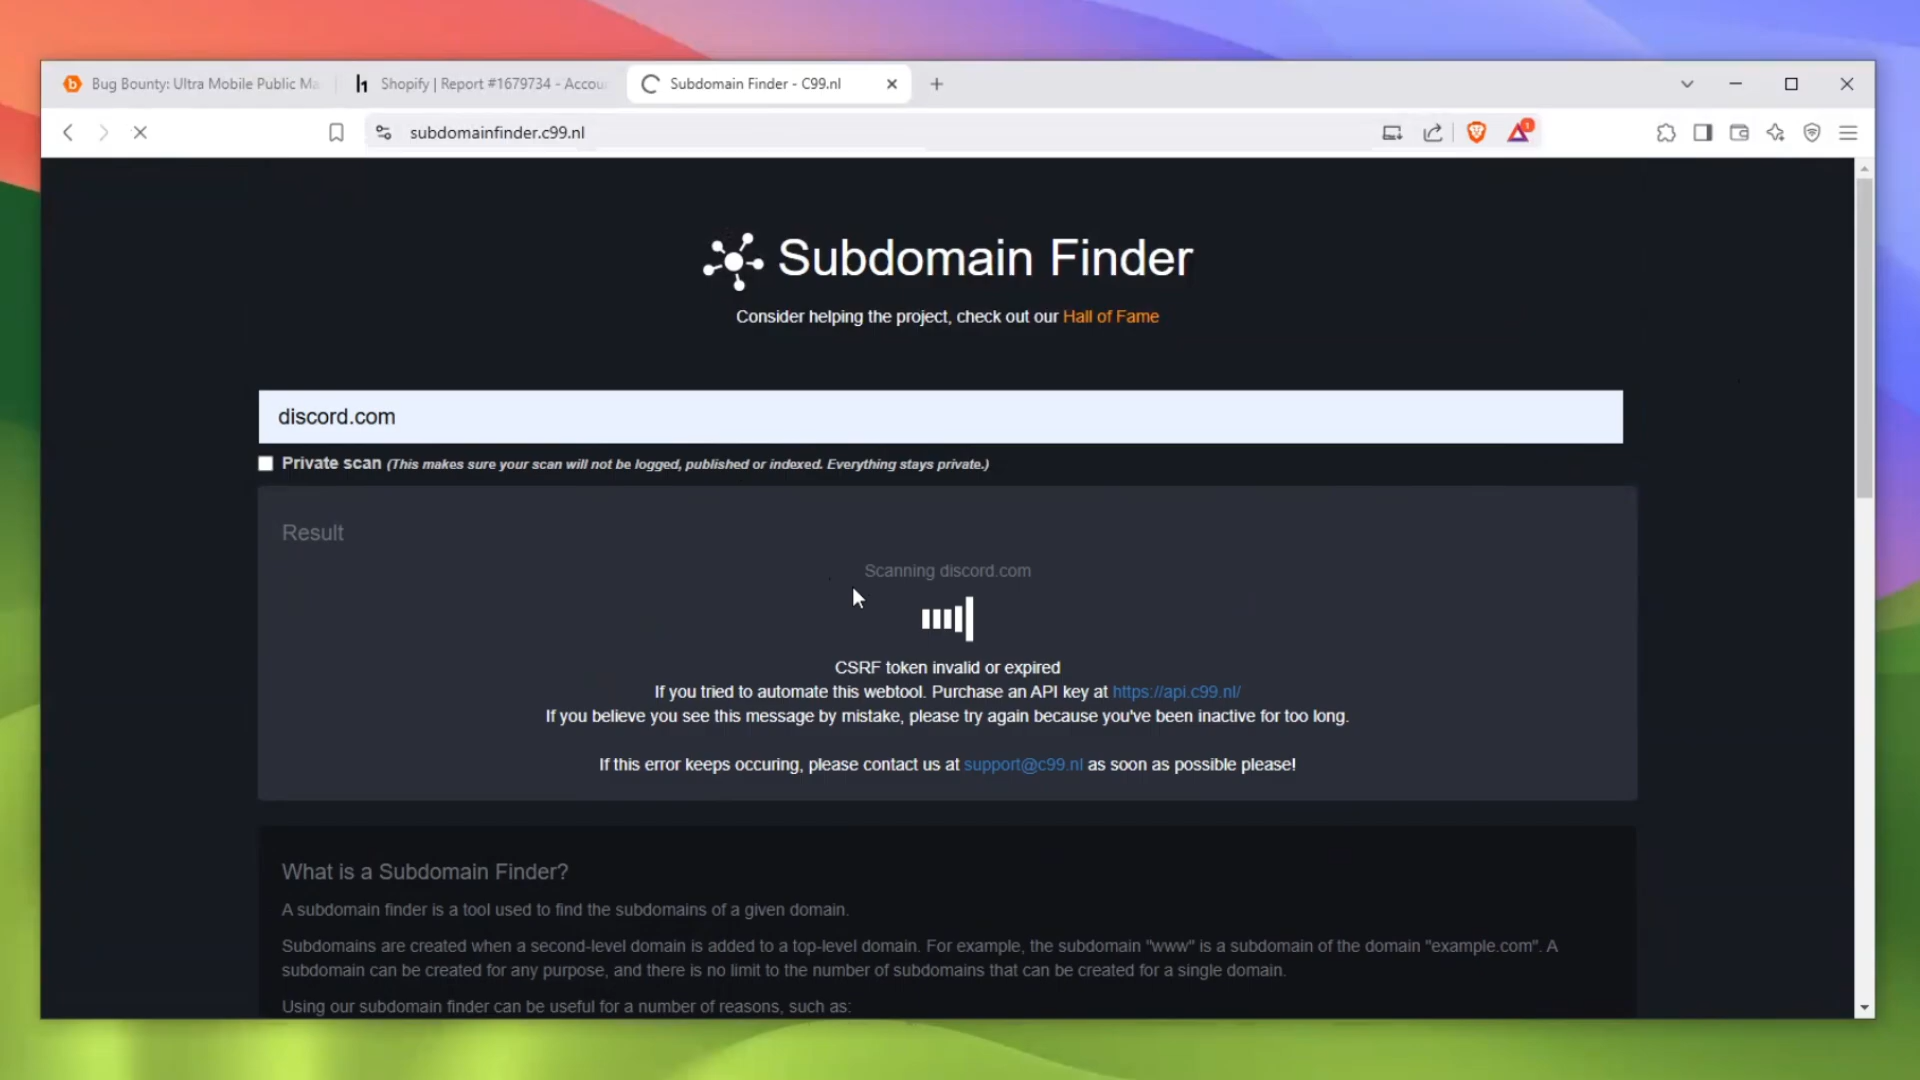 Bug Bounty: Ultra Mobile Public Ma
Shopify | Report #1679734 - Accou
Subdomain Finder - C99.nl
subdomainfinder.c99.nl
1
Subdomain Finder
Consider helping the project, check out our Hall of Fame
discord.com
Private scan (This makes sure your scan will not be logged, published or indexed. Everything stays private.)
Result
Scanning discord.com
CSRF token invalid or expired
If you tried to automate this webtool. Purchase an API key at https://api.c99.nl/
If you believe you see this message by mistake, please try again because you've been inactive for too long.
If this error keeps occuring, please contact us at support@c99.nl as soon as possible please!
What is a Subdomain Finder?
A subdomain finder is a tool used to find the subdomains of a given domain.
Subdomains are created when a second-level domain is added to a top-level domain. For example, the subdomain "www" is a subdomain of the domain "example.com". A
subdomain can be created for any purpose, and there is no limit to the number of subdomains that can be created for a single domain.
Using our subdomain finder can be useful for a number of reasons, such as: